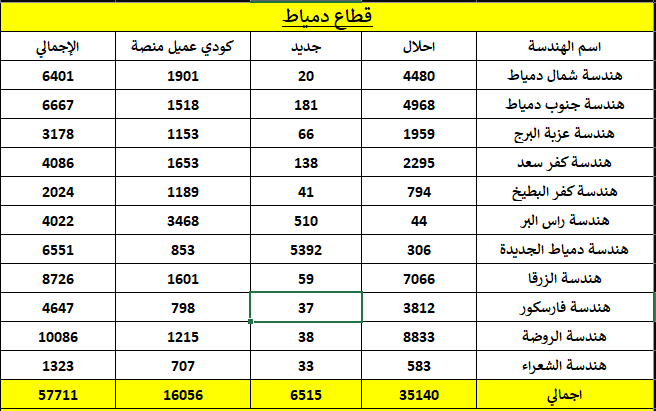 قطاع دمياط
اسم الهندسة احلال جديد كودي عميل منصة الإجمالي
هندسة شمال دمياط 4480 20 1901 6401
هندسة جنوب دمياط 4968 181 1518 6667
هندسة عزبة البرج 1959 66 1153 3178
هندسة كفر سعد 2295 138 1653 4086
هندسة كفر البطيخ 794 41 1189 2024
هندسة راس البر 44 510 3468 4022
هندسة دمياط الجديدة 306 5392 853 6551
هندسة الزرقا 7066 59 1601 8726
هندسة فارسكور 3812 37 798 4647
هندسة الروضة 8833 38 1215 10086
هندسة الشعراء 583 33 707 1323
اجمالي 35140 6515 16056 57711